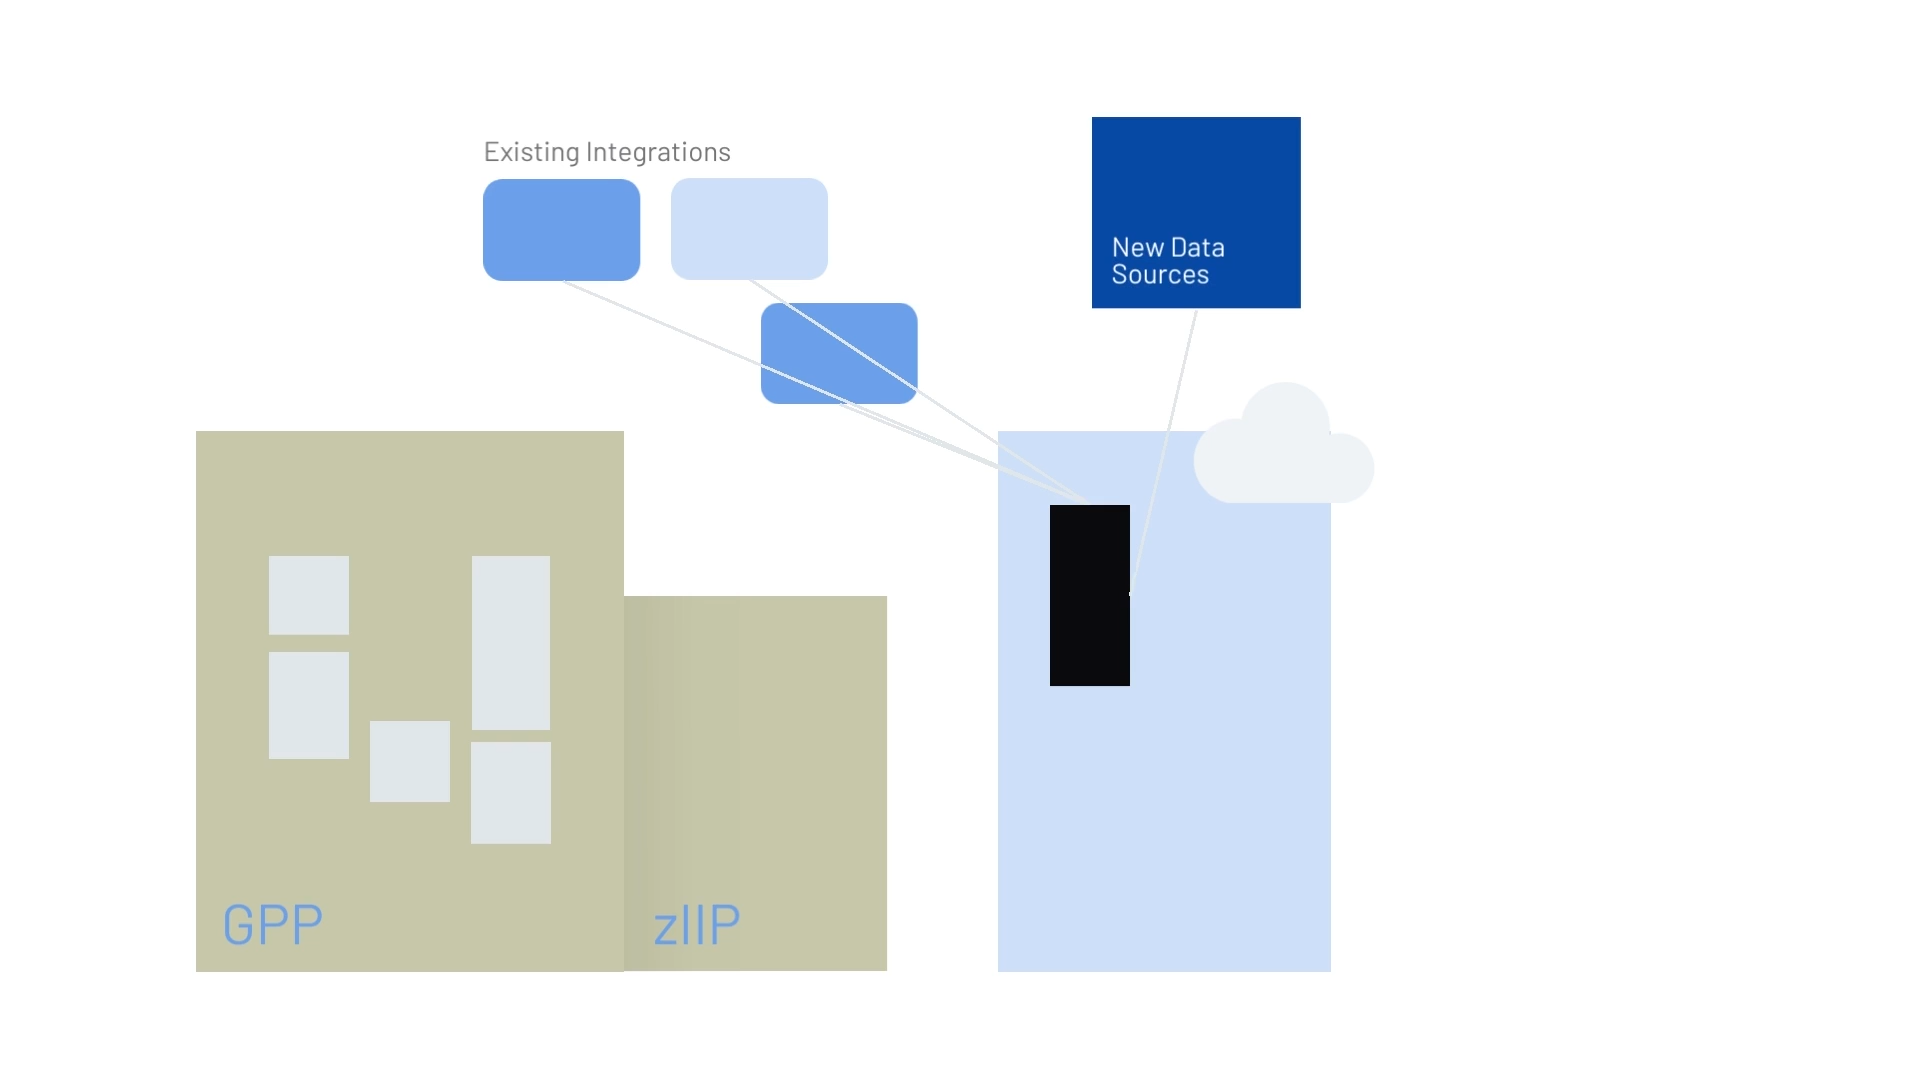 Existing Integrations
New Data
Sources
GPP
zIIP